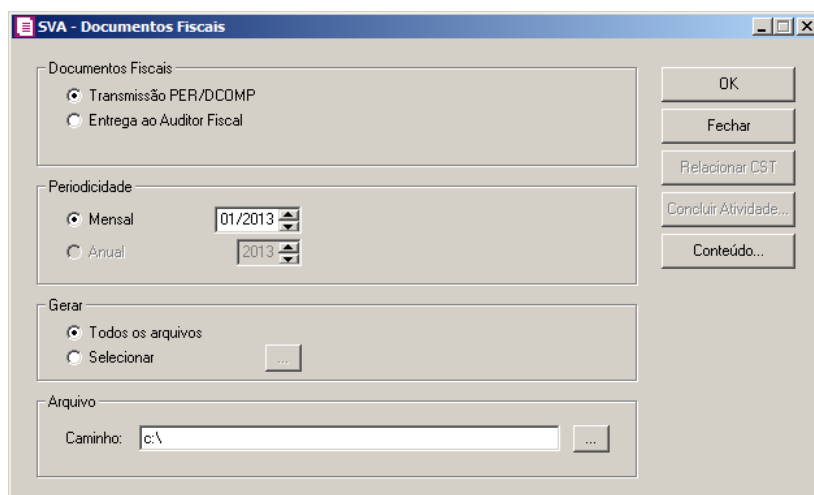 SVA - Documentos Fiscais
Documentos Fiscais
Transmissão PER/DCOMP
Entrega ao Auditor Fiscal
OK
Fechar
Relacionar CST
Concluir Atividade...
Conteúdo...
Periodicidade
Mensal 01/2013
Anual 2013
Gerar
Todos os arquivos
Selecionar ...
Arquivo
Caminho: c:\ ...